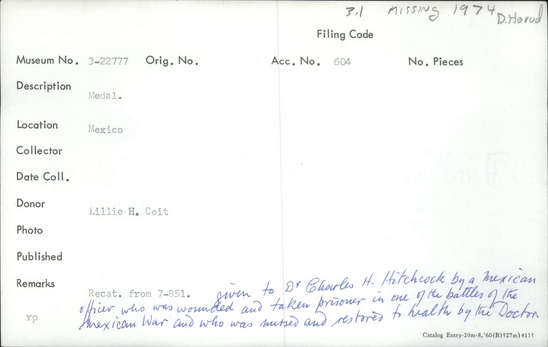 3.1 Missing 1974 D. Horud
Filing Code
Museum No. 3-22777 Orig. No. Acc. No. 604 No. Pieces
Description
Medal.
Location
Mexico
Collector
Date Coll.
Donor
Lillie H. Coit
Photo
Published
Remarks
Recat. from 7-851. given to Dr Charles H. Hitchcock by a Mexican
officer who was wounded and taken prisoner in one of the battles of the
Mexican War and who was nursed and restored to health by the Doctor
rp
Catalog Entry-20m-8,'60(B3927m)4111